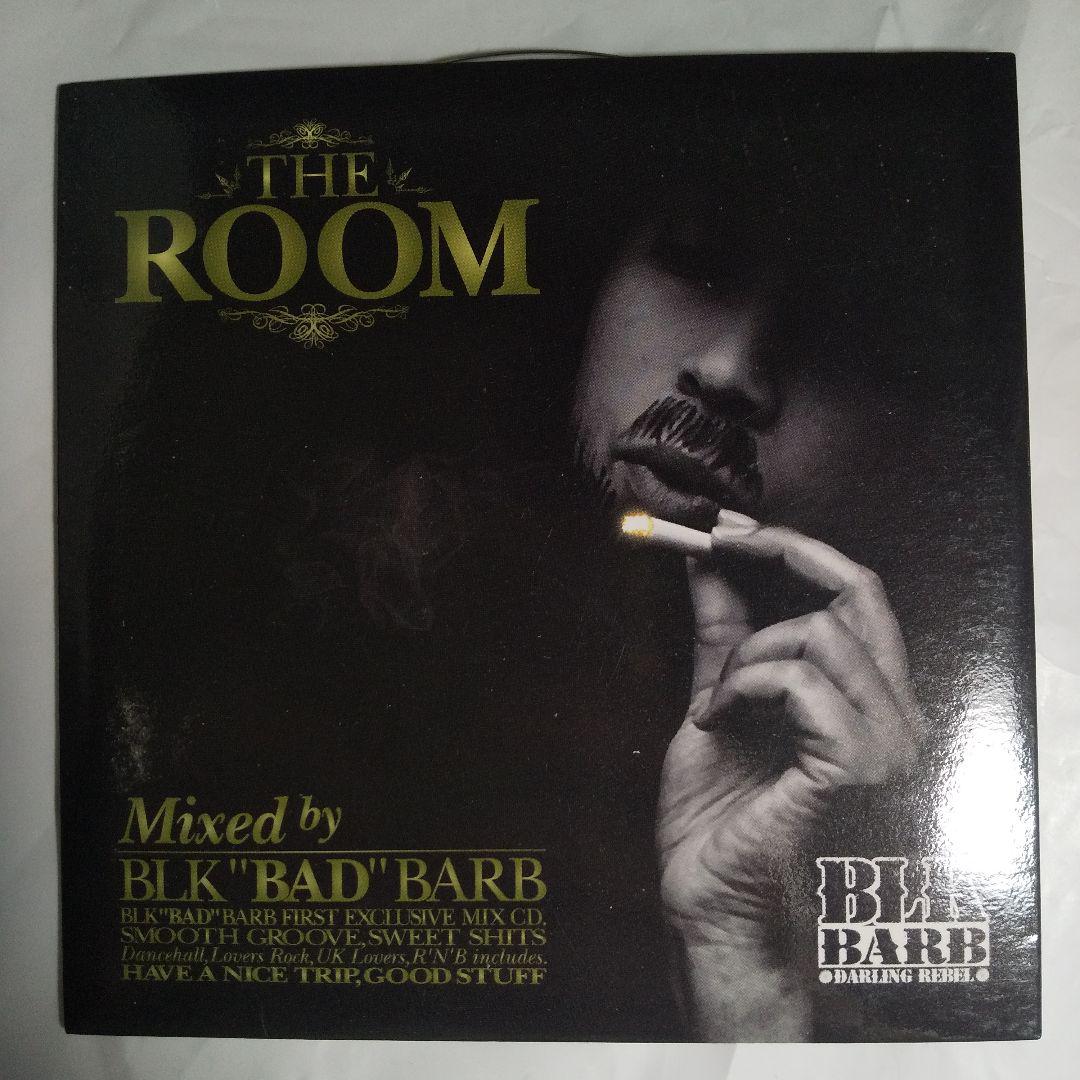 THE
ROOM
Mixed by
BLK "BAD" BARB
BLK"BAD"BARB FIRST EXCLUSIVE MIX CD.
SMOOTH GROOVE,SWEET SHITS
Dancehall, Lovers Rock, UK Lovers, R'N'B includes.
HAVE A NICE TRIP,GOOD STUFF
BLK
BARB
DARLING REBEL